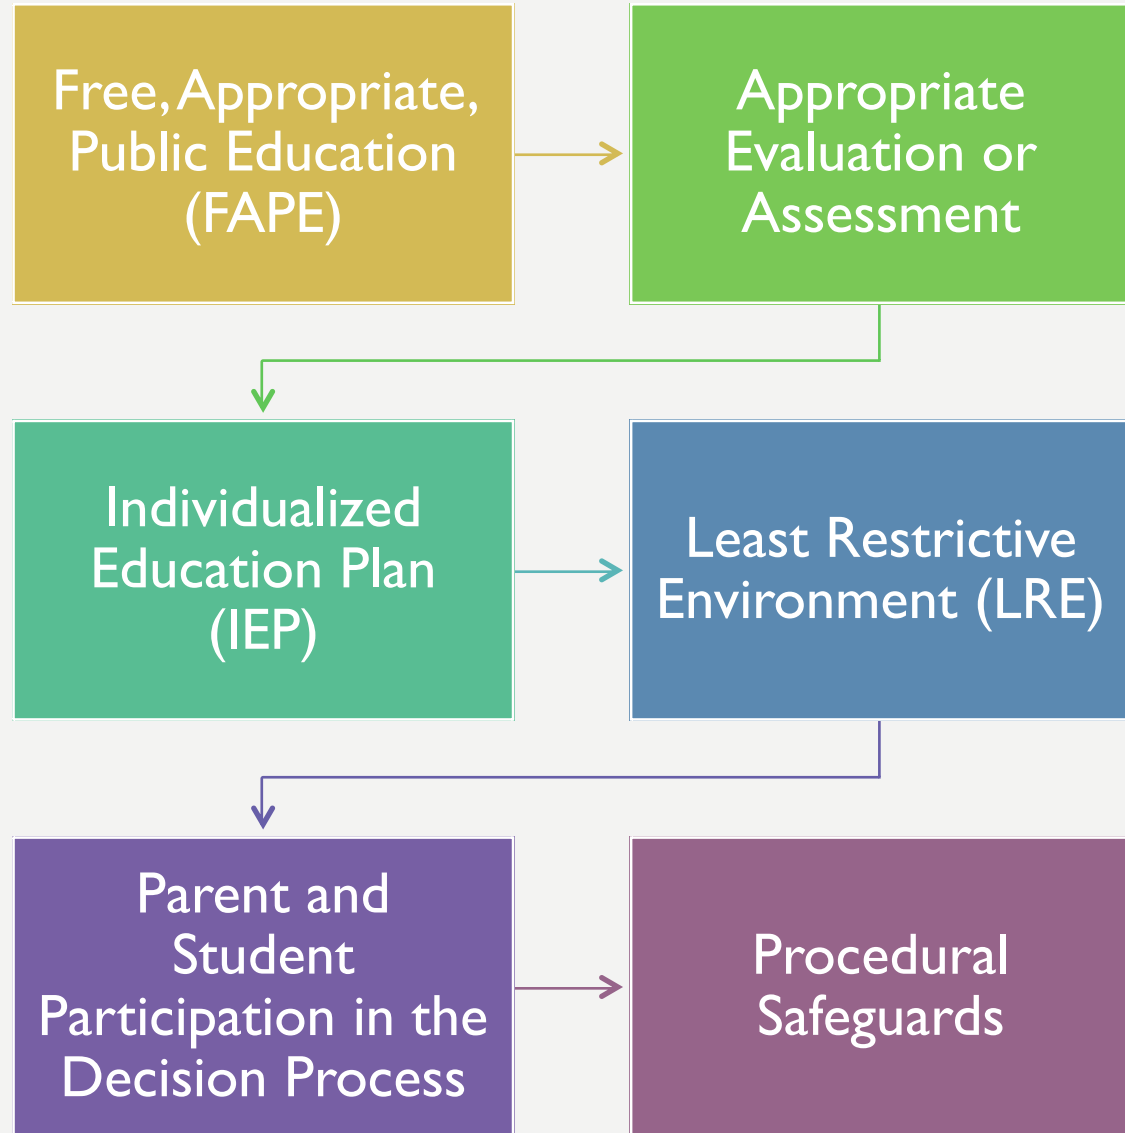 Free, Appropriate,
Public Education
(FAPE)
Appropriate
Evaluation or
Assessment
Individualized
Education Plan
(IEP)
Least Restrictive
Environment (LRE)
Parent and
Student
Participation in the
Decision Process
Procedural
Safeguards